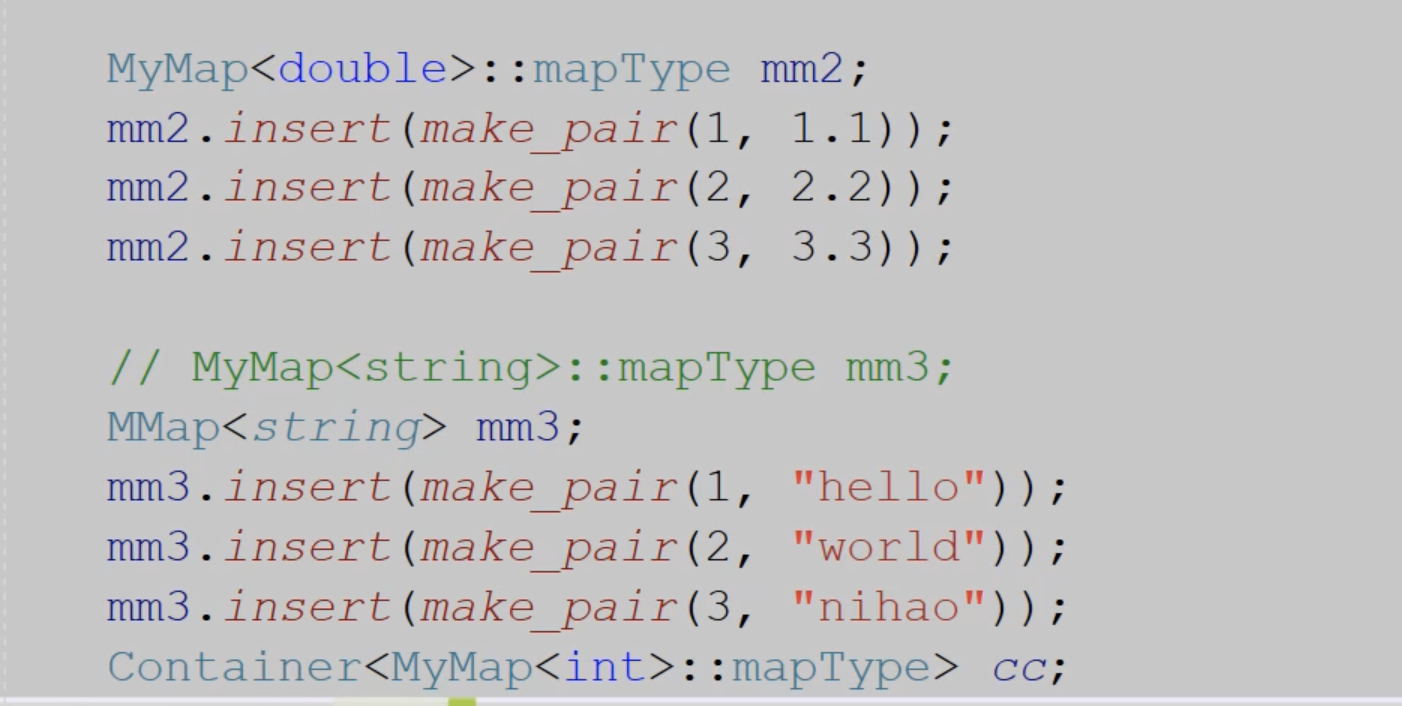 MyMap<double>::mapType mm2;
mm2.insert(make_pair(1, 1.1));
mm2.insert(make_pair(2, 2.2));
mm2.insert(make_pair(3, 3.3));
// MyMap<string>::mapType mm3;
MMap<string> mm3;
mm3.insert(make_pair(1, "hello"));
mm3.insert(make_pair(2, "world"));
mm3.insert(make_pair(3, "nihao"));
Container<MyMap<int>::mapType> cc;